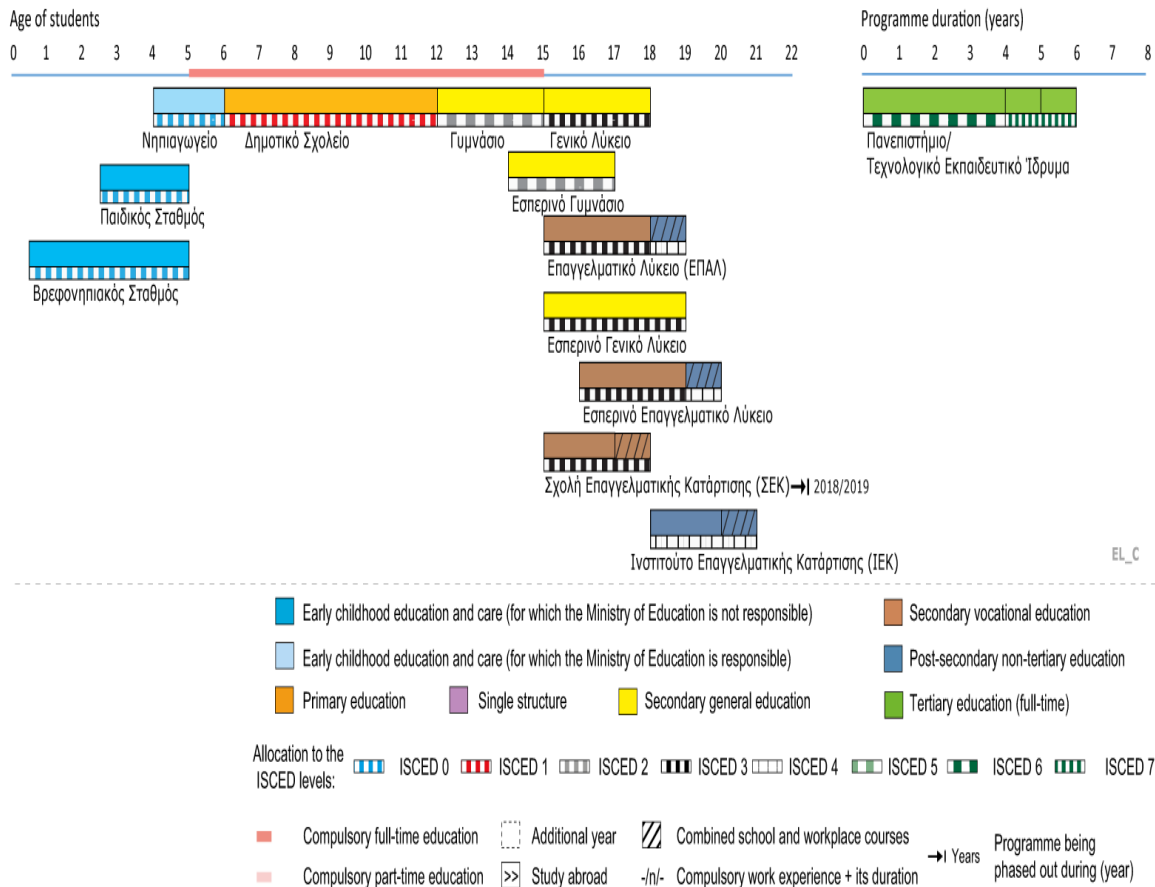 Age of students
Programme duration (years)
0 1 2 3 4 5 6 7 8 9 10 11 12 13 14 15 16 17 18 19 20 21 22
0 1 2 3 4 5 6 7 8
Νηπιαγωγείο
Δημοτικό Σχολείο
Γυμνάσιο
Γενικό Λύκειο
Πανεπιστήμιο/
Τεχνολογικό Εκπαιδευτικό Ίδρυμα
Παιδικός Σταθμός
Εσπερινό Γυμνάσιο
Βρεφονηπιακός Σταθμός
Επαγγελματικό Λύκειο (ΕΠΑΛ)
Εσπερινό Γενικό Λύκειο
Εσπερινό Επαγγελματικό Λύκειο
Σχολή Επαγγελματικής Κατάρτισης (ΣΕΚ) 2018/2019
Ινστιτούτο Επαγγελματικής Κατάρτισης (ΙΕΚ)
EL_C
Early childhood education and care (for which the Ministry of Education is not responsible)
Secondary vocational education
Early childhood education and care (for which the Ministry of Education is responsible)
Post-secondary non-tertiary education
Primary education
Single structure
Secondary general education
Tertiary education (full-time)
Allocation to the
ISCED levels:
ISCED 0
ISCED 1
ISCED 2
ISCED 3
ISCED 4
ISCED 5
ISCED 6
ISCED 7
Compulsory full-time education
Additional year
Combined school and workplace courses
Years
Programme being
phased out during (year)
Compulsory part-time education
>> Study abroad
-/n/- Compulsory work experience + its duration